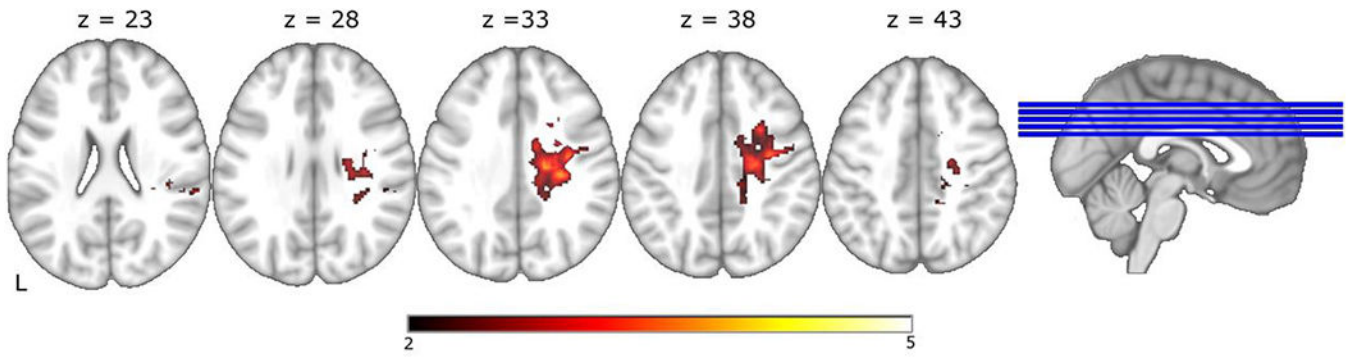 z = 23 z = 28 z =33 z = 38 z = 43
L
2 5